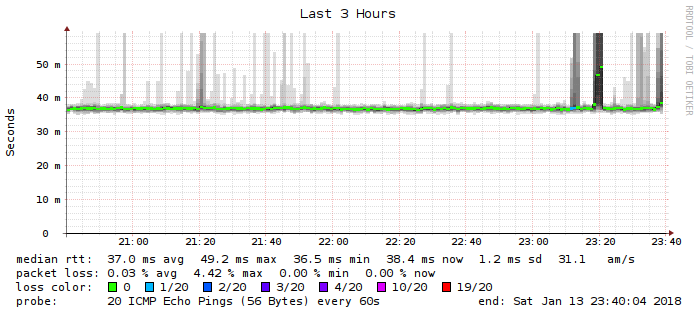 Last 3 Hours
RRDTOOL / TOBI OETIKER
Seconds
50 m
40 m
30 m
20 m
10 m
0
21:00 21:20 21:40 22:00 22:20 22:40 23:00 23:20 23:40
median rtt: 37.0 ms avg 49.2 ms max 36.5 ms min 38.4 ms now 1.2 ms sd 31.1 am/s
packet loss: 0.03 % avg 4.42 % max 0.00 % min 0.00 % now
loss color: 0 1/20 2/20 3/20 4/20 10/20 19/20
probe: 20 ICMP Echo Pings (56 Bytes) every 60s end: Sat Jan 13 23:40:04 2018